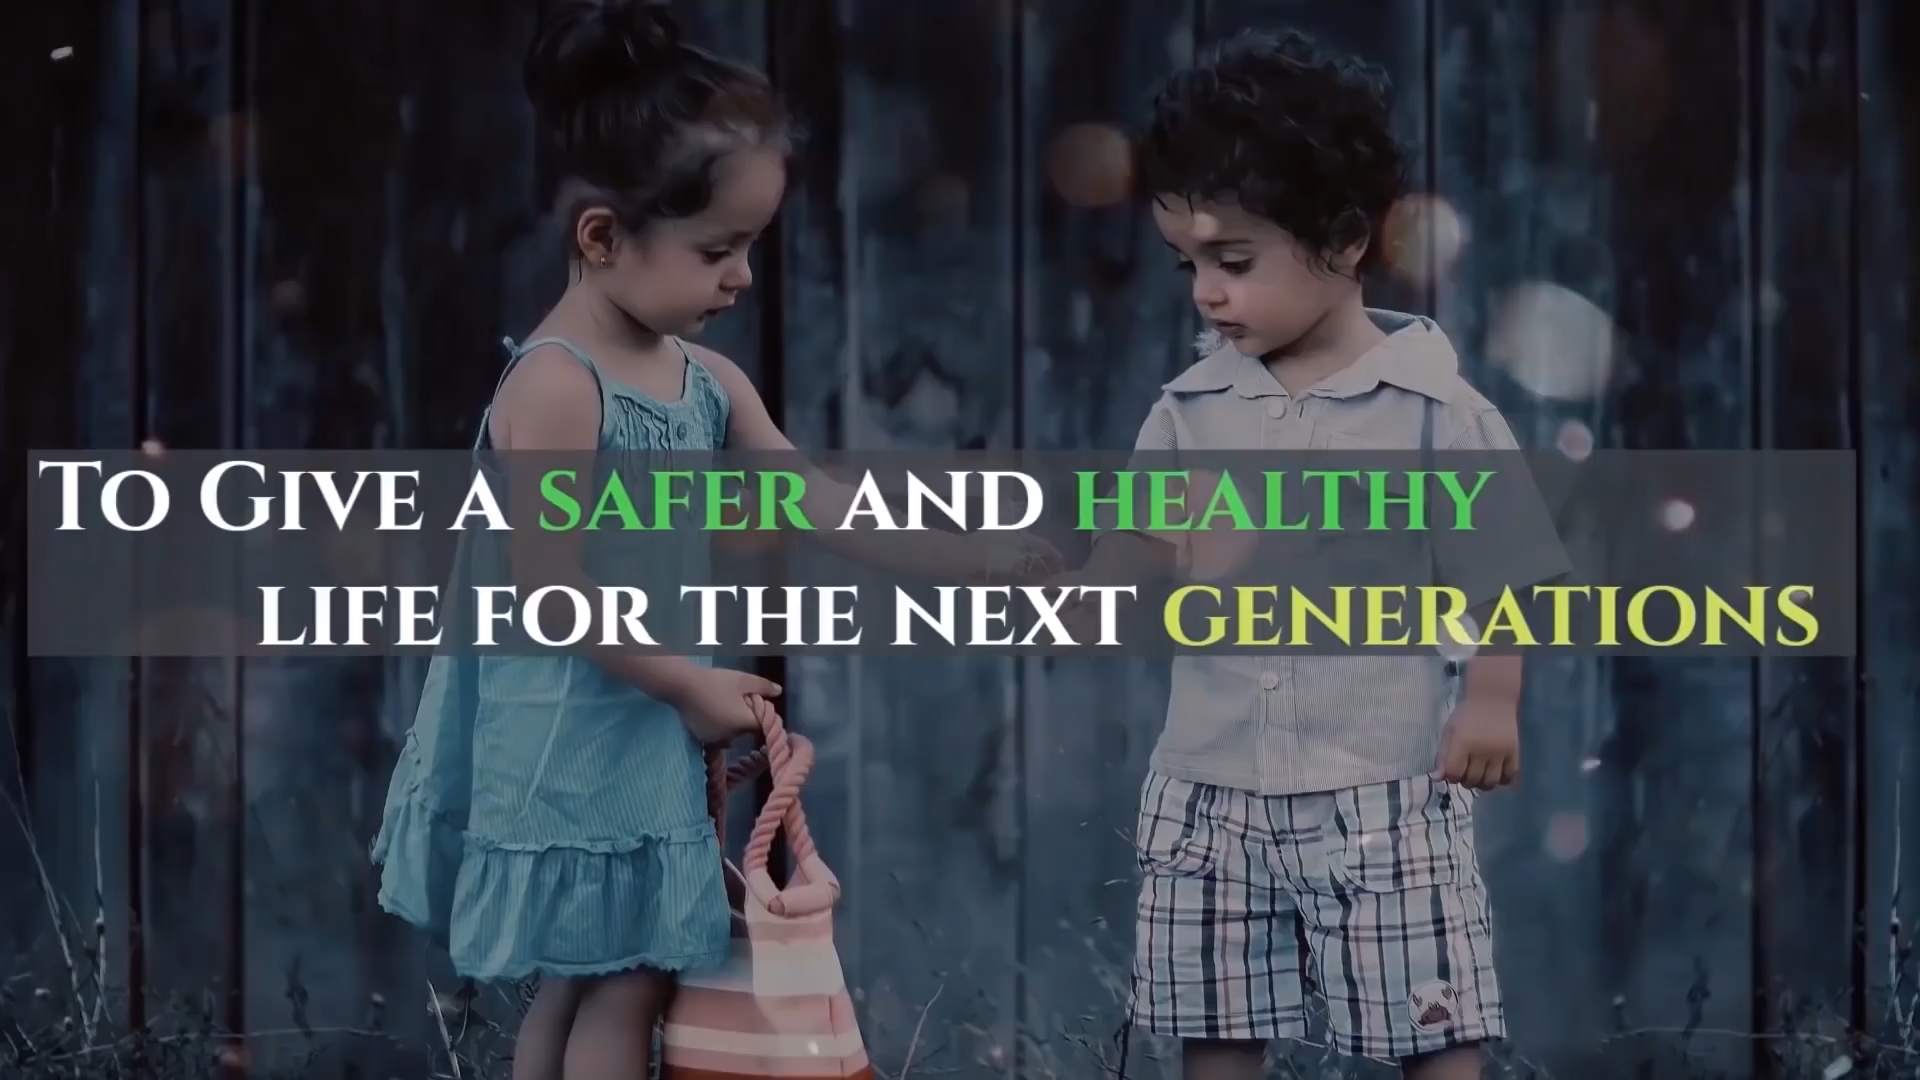 To Give a safer and healthy
life for the next generations